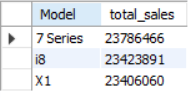 Model total_sales
7 Series 23786466
i8 23423891
X1 23406060